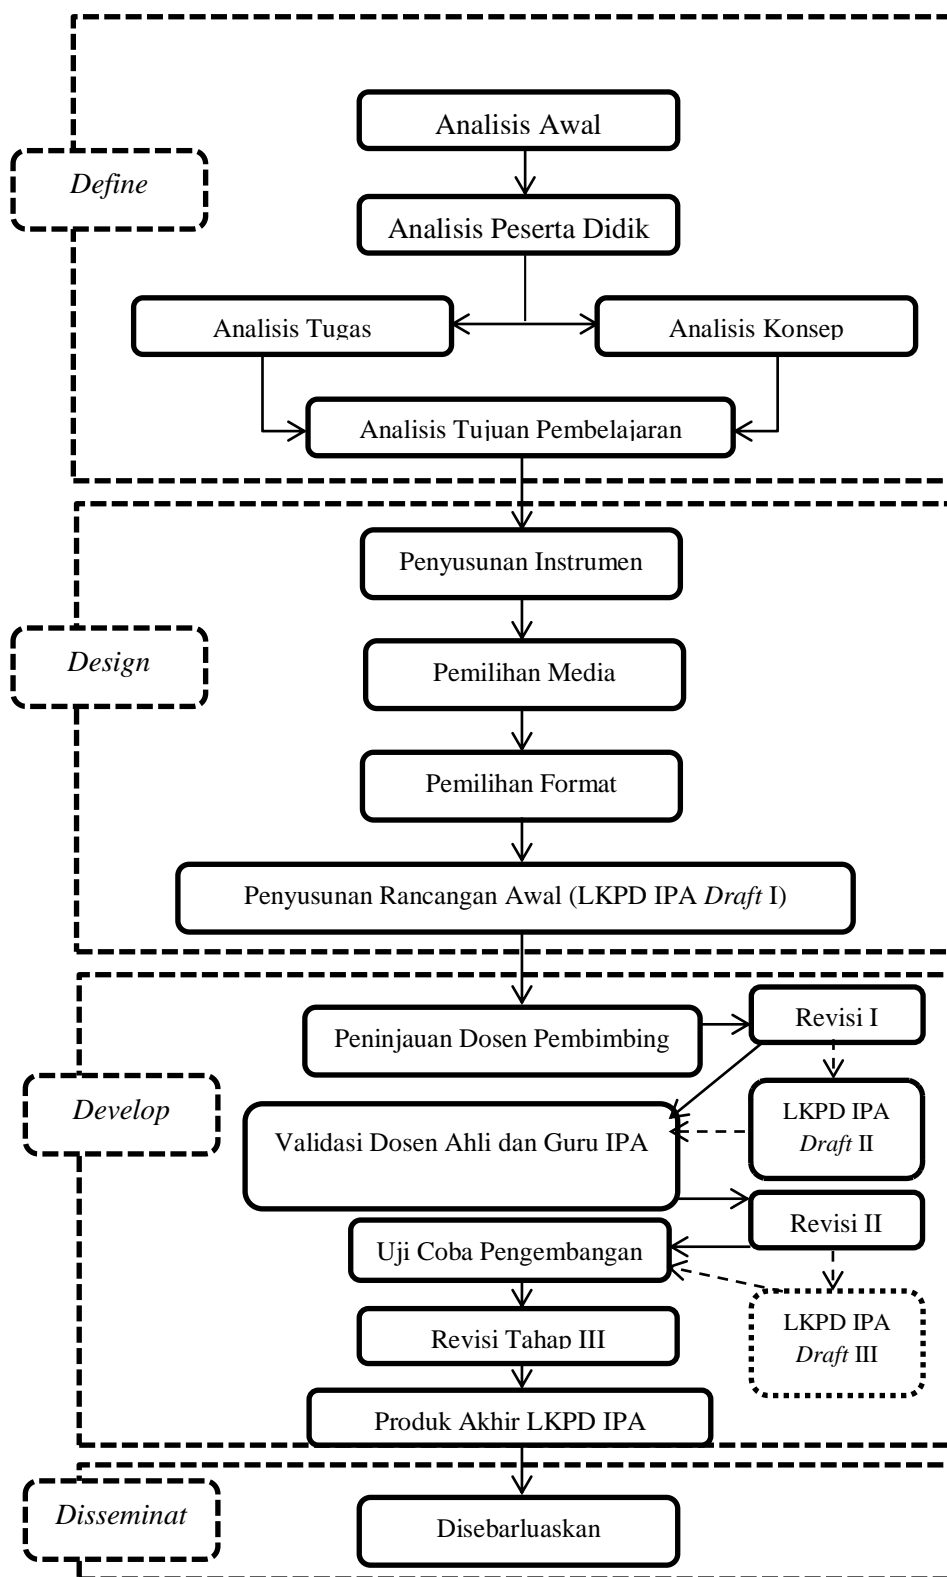 Analisis Awal
Define
Analisis Peserta Didik
Analisis Tugas
Analisis Konsep
Analisis Tujuan Pembelajaran
Penyusunan Instrumen
Design
Pemilihan Media
Pemilihan Format
Penyusunan Rancangan Awal (LKPD IPA Draft I)
Peninjauan Dosen Pembimbing
Revisi I
Develop
LKPD IPA
Draft II
Validasi Dosen Ahli dan Guru IPA
Revisi II
Uji Coba Pengembangan
LKPD IPA
Draft III
Revisi Tahap III
Produk Akhir LKPD IPA
Disseminat
Disebarluaskan